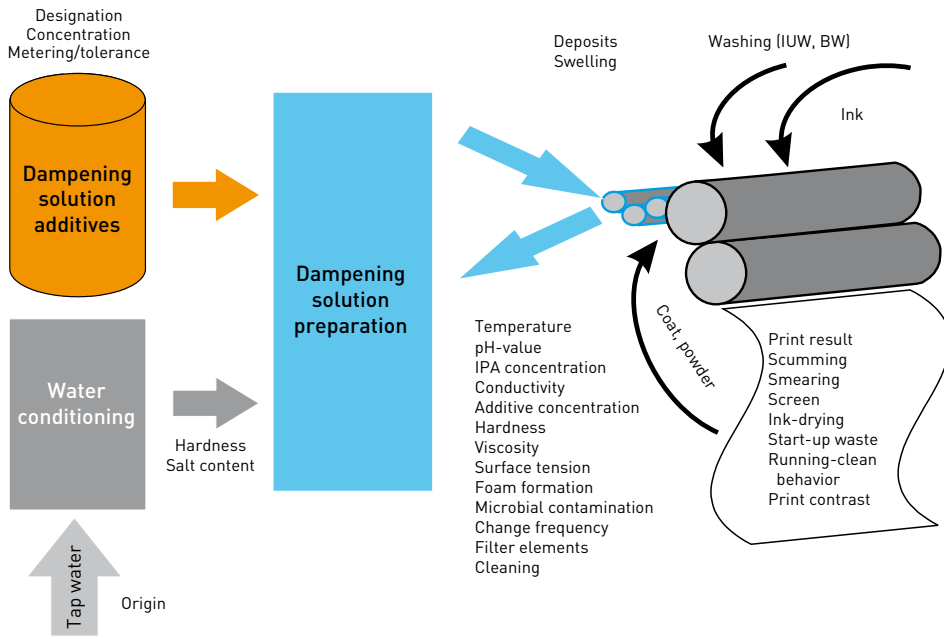 Designation
Concentration
Metering/tolerance
Dampening
solution
additives
Water
conditioning
Hardness
Salt content
Tap water
Origin
Dampening
solution
preparation
Deposits
Swelling
Washing (IUW, BW)
Ink
Coat, powder
Temperature
pH-value
IPA concentration
Conductivity
Additive concentration
Hardness
Viscosity
Surface tension
Foam formation
Microbial contamination
Change frequency
Filter elements
Cleaning
Print result
Scumming
Smearing
Screen
Ink-drying
Start-up waste
Running-clean
behavior
Print contrast